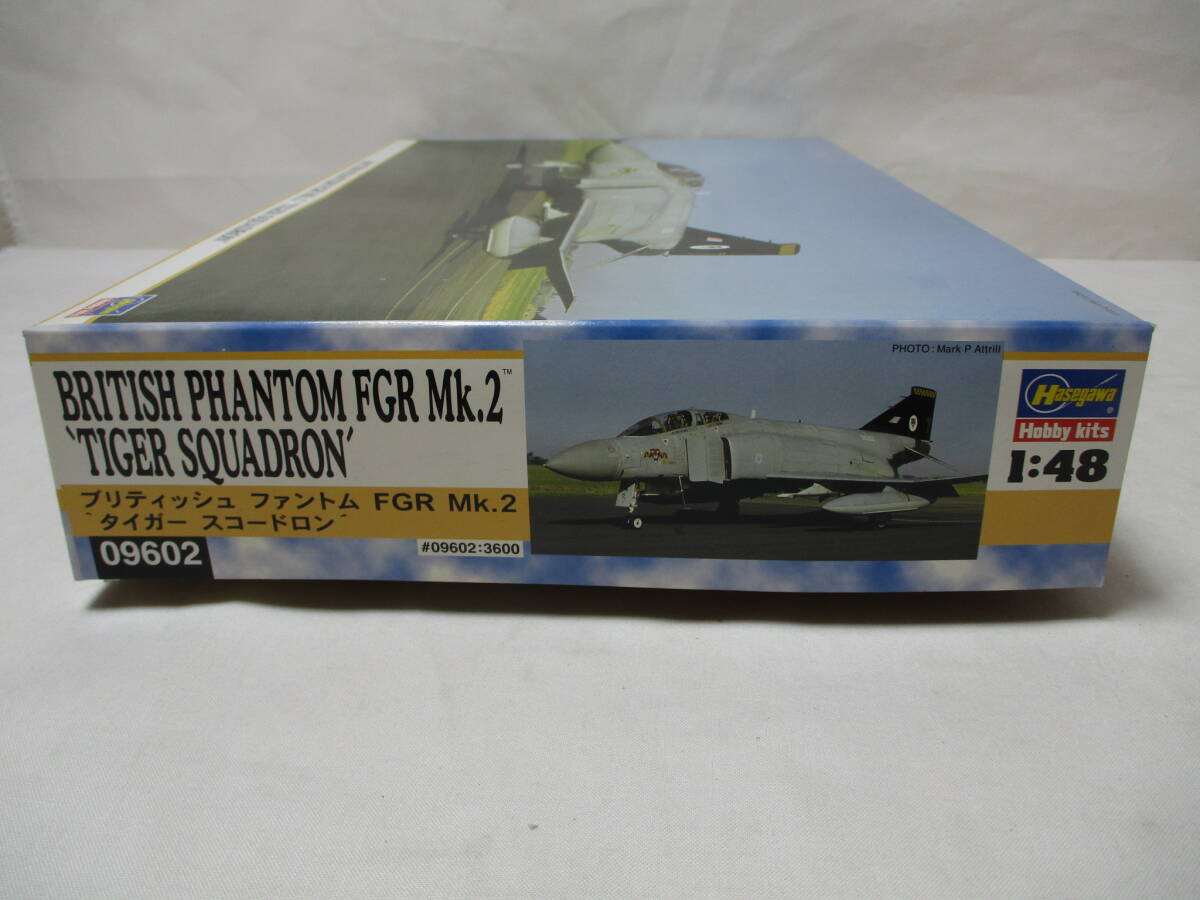 BRITISH PHANTOM FGR Mk.2™
`TIGER SQUADRON´
ブリティッシュ ファントム FGR Mk.2
`タイガー スコードロン´
09602
#09602:3600
PHOTO : Mark P Attrill
Hasegawa®
Hobby kits
1:48